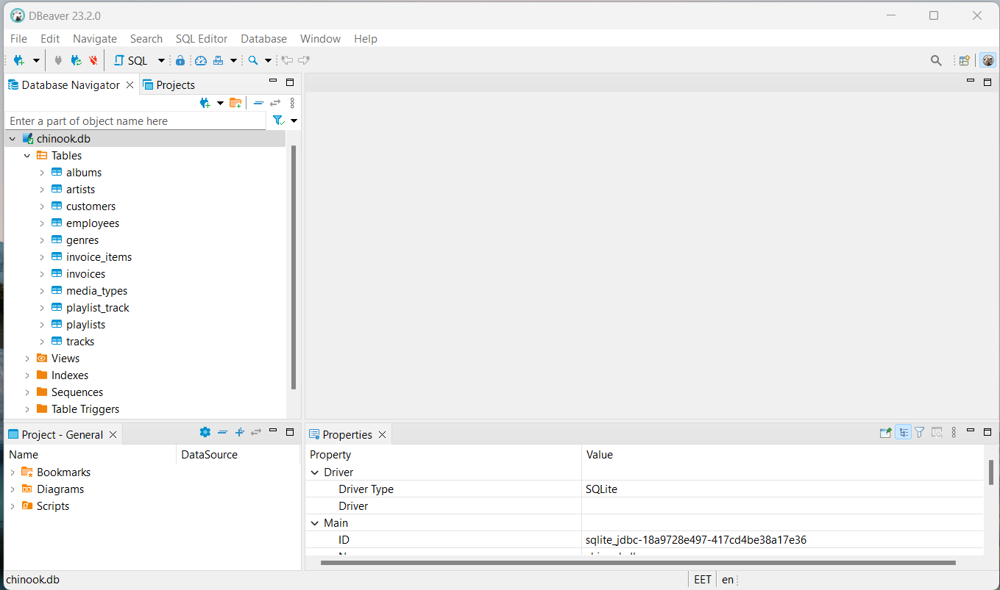 DBeaver 23.2.0
File Edit Navigate Search SQL Editor Database Window Help
SQL
Database Navigator Projects
Enter a part of object name here
chinook.db
Tables
albums
artists
customers
employees
genres
invoice_items
invoices
media_types
playlist_track
playlists
tracks
Views
Indexes
Sequences
Table Triggers
Project - General
Name DataSource
Bookmarks
Diagrams
Scripts
Properties
Property Value
Driver
Driver Type SQLite
Driver
Main
ID sqlite_jdbc-18a9728e497-417cd4be38a17e36
chinook.db EET en